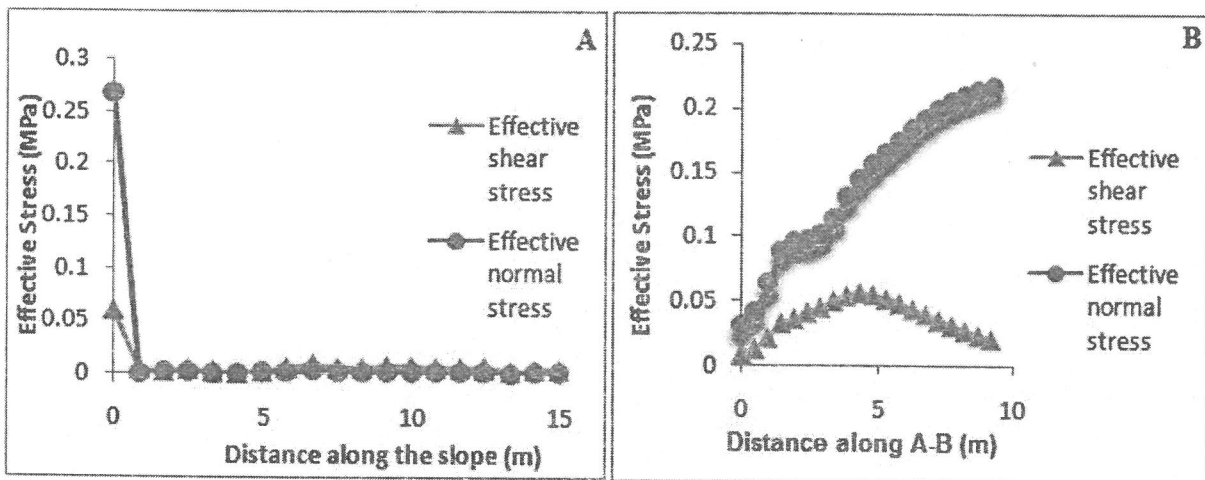 A
Effective Stress (MPa)
0.3
0.25
0.2
0.15
0.1
0.05
0
0
5
10
15
Distance along the slope (m)
Effective
shear
stress
Effective
normal
stress
B
Effective Stress (MPa)
0.25
0.2
0.15
0.1
0.05
0
0
5
10
Distance along A-B (m)
Effective
shear
stress
Effective
normal
stress